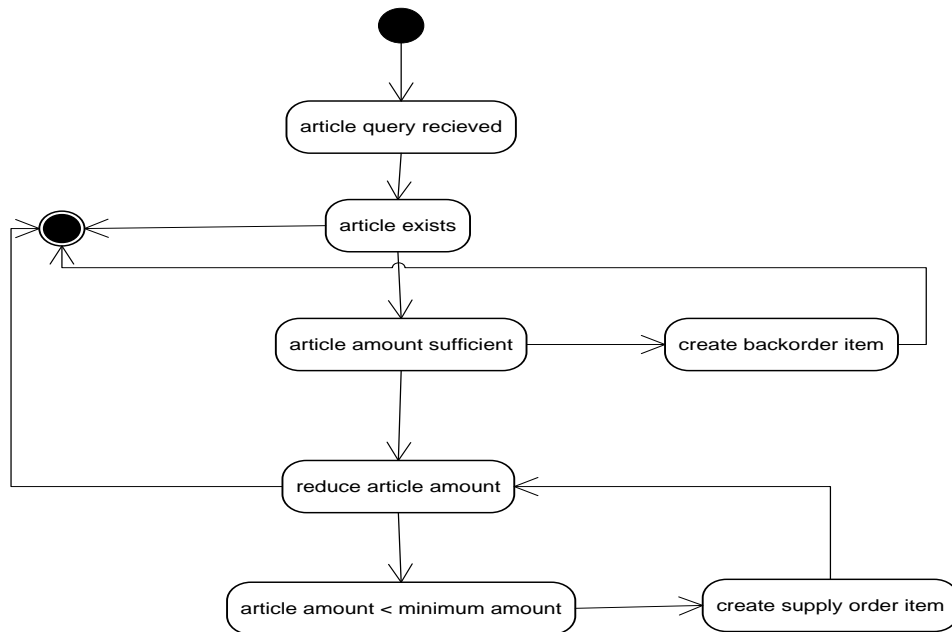 article query recieved
article exists
article amount sufficient
create backorder item
reduce article amount
article amount < minimum amount
create supply order item